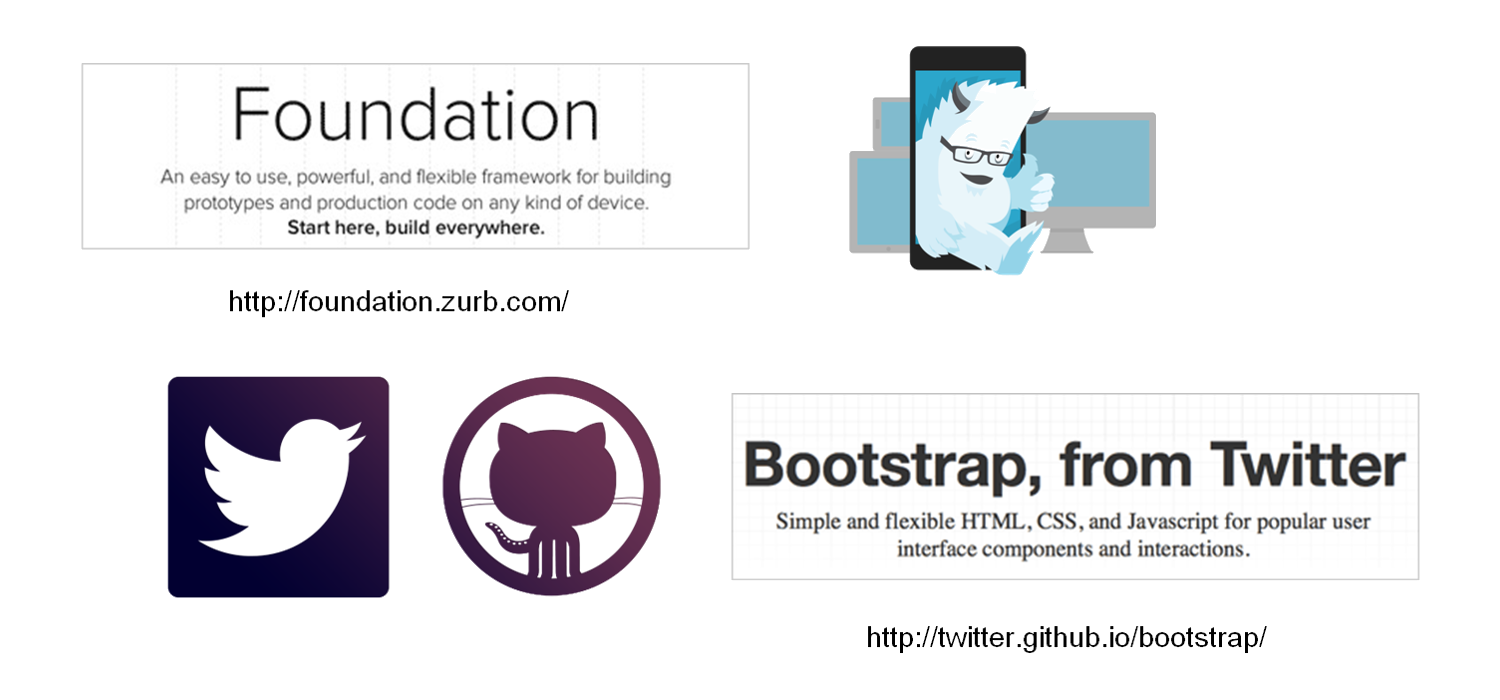 Foundation
An easy to use, powerful, and flexible framework for building
prototypes and production code on any kind of device.
Start here, build everywhere.
http://foundation.zurb.com/
Bootstrap, from Twitter
Simple and flexible HTML, CSS, and Javascript for popular user
interface components and interactions.
http://twitter.github.io/bootstrap/